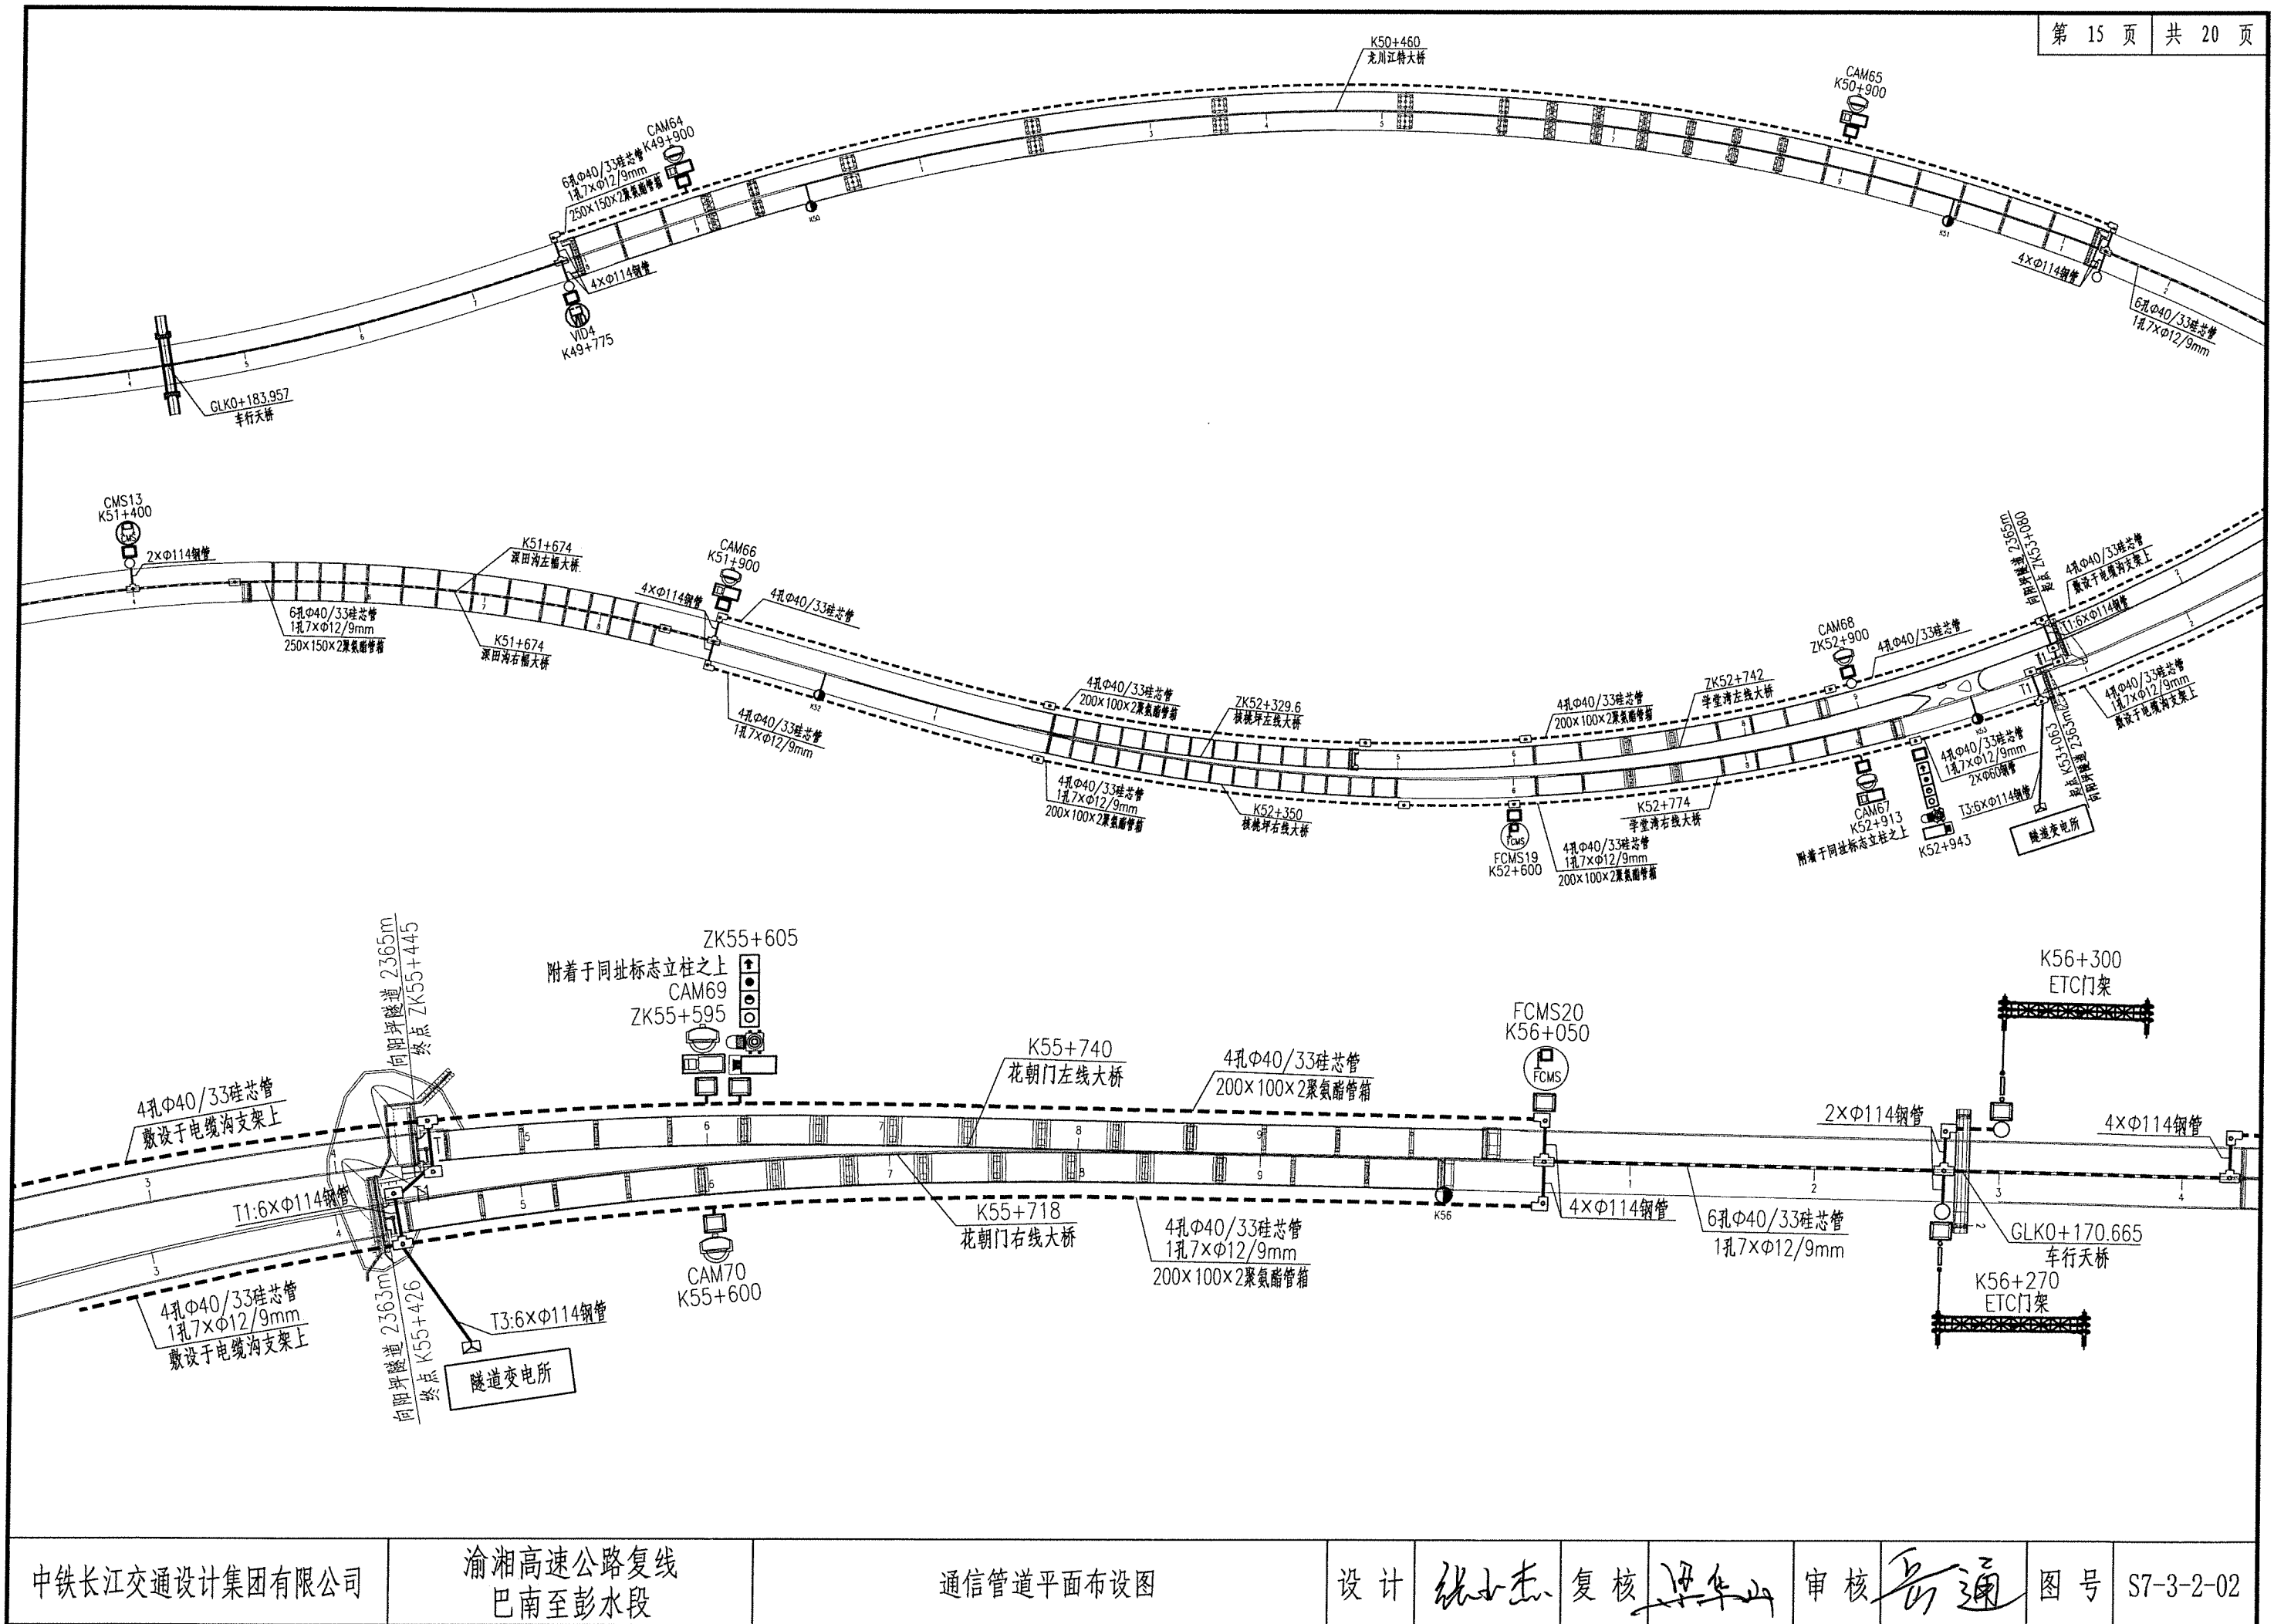 第 15 页 共 20 页
K50+460
龙川江特大桥
CAM65
K50+900
CAM64
K49+900
6孔Φ40/33硅芯管
1孔7×Φ12/9mm
250×150×2聚氨酯管箱
K50
K51
4×Φ114钢管
VID4
K49+775
4×Φ114钢管
6孔Φ40/33硅芯管
1孔7×Φ12/9mm
GLK0+183.957
车行天桥
CMS13
K51+400
CMS
2×Φ114钢管
K51+674
深田沟左幅大桥
6孔Φ40/33硅芯管
1孔7×Φ12/9mm
250×150×2聚氨酯管箱
K51+674
深田沟右幅大桥
4×Φ114钢管
CAM66
K51+900
4孔Φ40/33硅芯管
4孔Φ40/33硅芯管
1孔7×Φ12/9mm
K52
4孔Φ40/33硅芯管
200×100×2聚氨酯管箱
ZK52+329.6
核桃坪左线大桥
4孔Φ40/33硅芯管
1孔7×Φ12/9mm
200×100×2聚氨酯管箱
K52+350
核桃坪右线大桥
4孔Φ40/33硅芯管
200×100×2聚氨酯管箱
ZK52+742
学堂湾左线大桥
FCMS
FCMS19
K52+600
4孔Φ40/33硅芯管
1孔7×Φ12/9mm
200×100×2聚氨酯管箱
K52+774
学堂湾右线大桥
CAM68
ZK52+900
4孔Φ40/33硅芯管
CAM67
K52+913
附着于同址标志立柱之上
K52+943
K53
4孔Φ40/33硅芯管
1孔7×Φ12/9mm
2×Φ60钢管
T3:6×Φ114钢管
隧道变电所
向阳坪隧道 2365m
起点 ZK53+080
4孔Φ40/33硅芯管
敷设于电缆沟支架上
T1:6×Φ114钢管
T1
4孔Φ40/33硅芯管
1孔7×Φ12/9mm
敷设于电缆沟支架上
起点 K53+063
向阳坪隧道 2363m
向阳坪隧道 2365m
终点 ZK55+445
4孔Φ40/33硅芯管
敷设于电缆沟支架上
T1:6×Φ114钢管
T1
4孔Φ40/33硅芯管
1孔7×Φ12/9mm
敷设于电缆沟支架上
向阳坪隧道 2363m
终点 K55+426
T3:6×Φ114钢管
隧道变电所
ZK55+605
附着于同址标志立柱之上
CAM69
ZK55+595
CAM70
K55+600
K55+740
花朝门左线大桥
K55+718
花朝门右线大桥
4孔Φ40/33硅芯管
200×100×2聚氨酯管箱
4孔Φ40/33硅芯管
1孔7×Φ12/9mm
200×100×2聚氨酯管箱
FCMS20
K56+050
FCMS
K56
4×Φ114钢管
6孔Φ40/33硅芯管
1孔7×Φ12/9mm
2×Φ114钢管
K56+300
ETC门架
4×Φ114钢管
GLK0+170.665
车行天桥
K56+270
ETC门架
中铁长江交通设计集团有限公司
渝湘高速公路复线
巴南至彭水段
通信管道平面布设图
设计
复核
审核
岳通
图号
S7-3-2-02